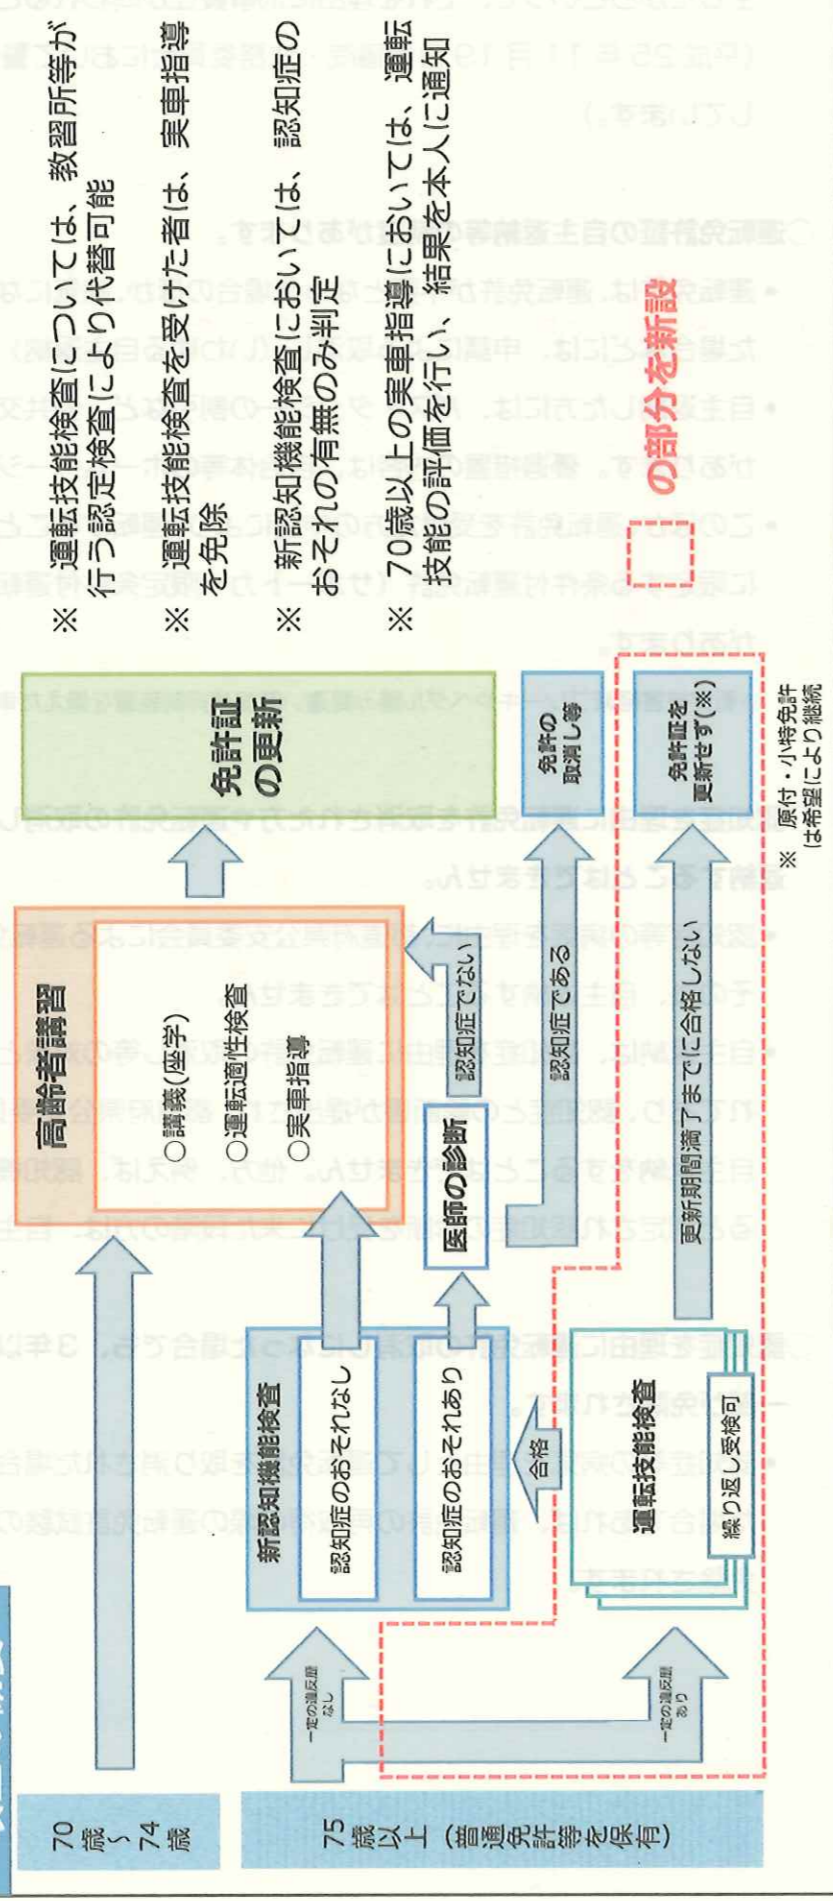 70歳〜74歳
75歳以上（普通免許等を保有）
一定の違反歴
なし
一定の違反歴
あり
新認知機能検査
認知症のおそれなし
認知症のおそれあり
合格
運転技能検査
繰り返し受検可
高齢者講習
○講義(座学)
○運転適性検査
○実車指導
医師の診断
認知症でない
認知症である
更新期間満了までに合格しない
免許証
の更新
免許の
取消し等
免許証を
更新せず(※)
※ 原付・小特免許
は希望により継続
※ 運転技能検査については、教習所等が
行う認定検査により代替可能
※ 運転技能検査を受けた者は、実車指導
を免除
※ 新認知機能検査においては、認知症の
おそれの有無のみ判定
※ 70歳以上の実車指導においては、運転
技能の評価を行い、結果を本人に通知
の部分を新設